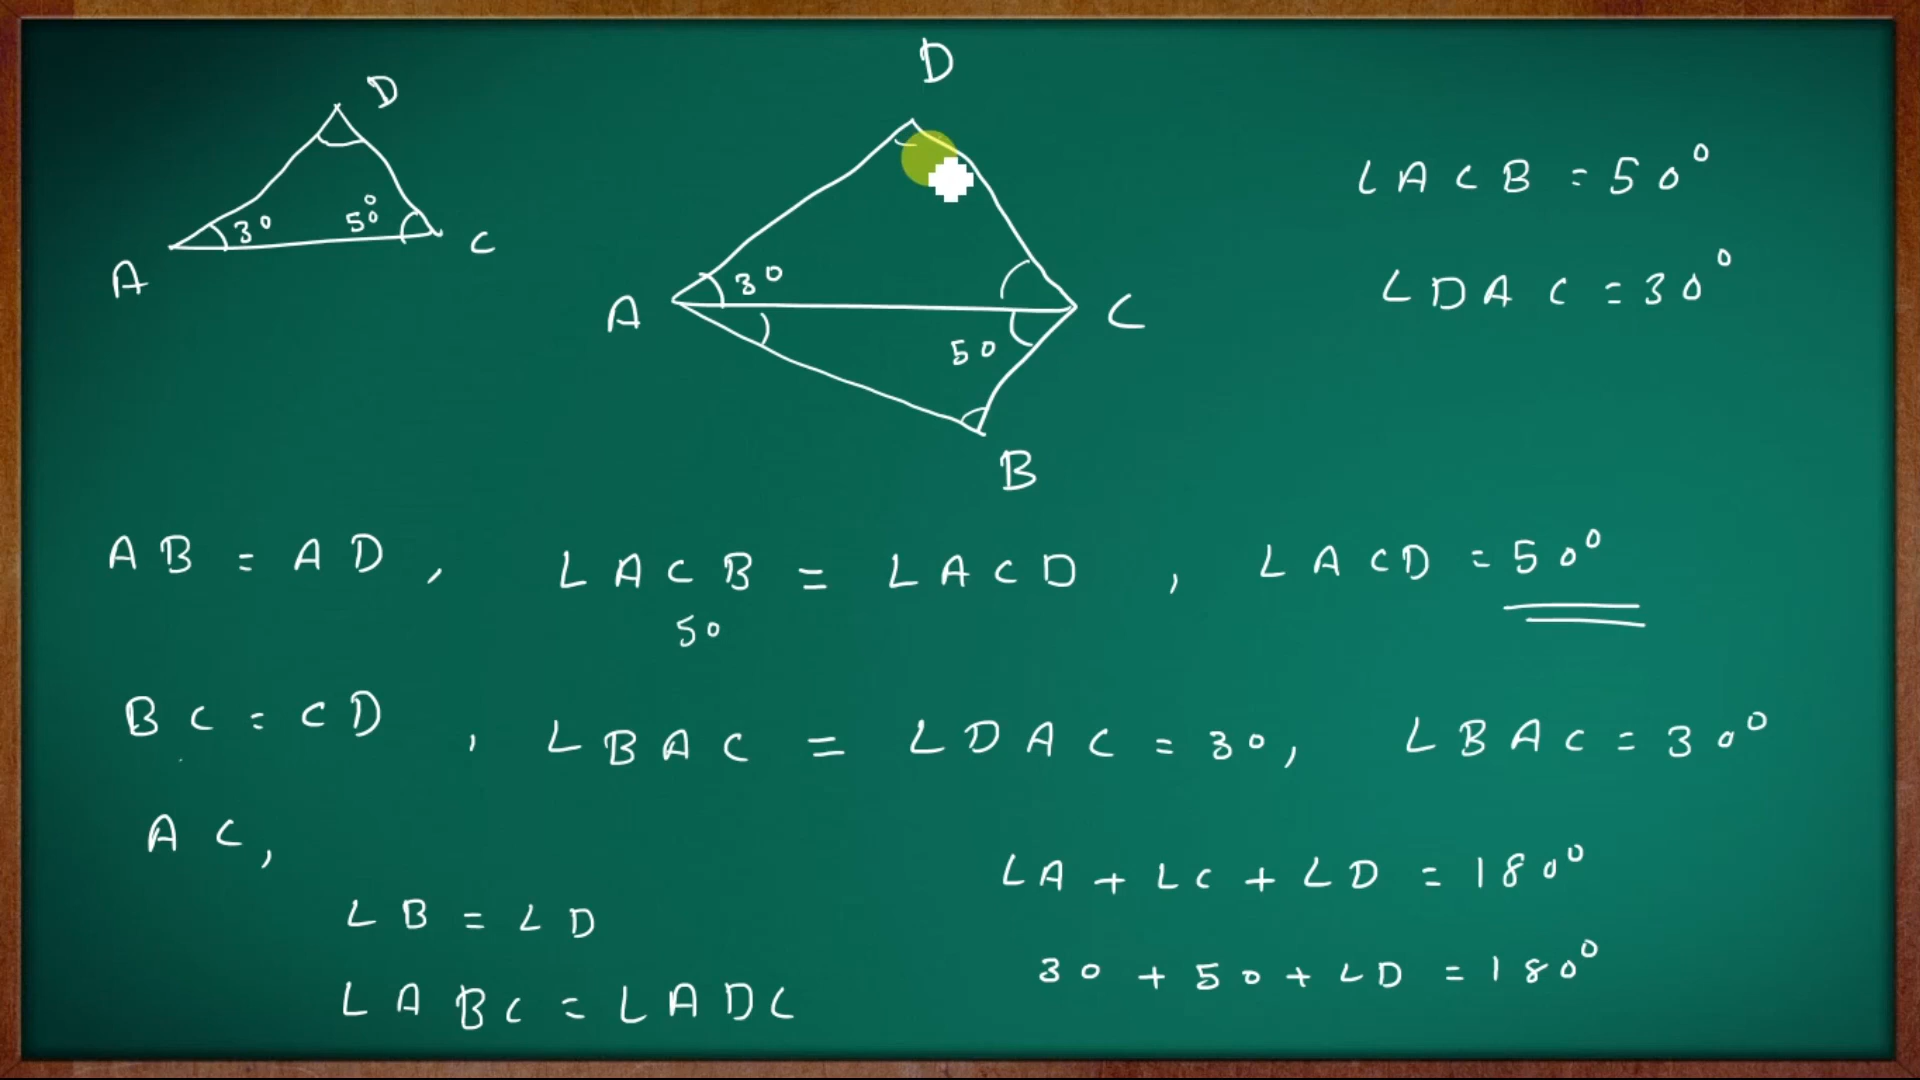 D
30 50°
A C
D
30
A C
50
B
∠ACB = 50°
∠DAC = 30°
AB = AD, ∠ACB = ∠ACD, ∠ACD = 50°
50
BC = CD, ∠BAC = ∠DAC = 30, ∠BAC = 30°
AC,
∠B = ∠D
∠ABC = ∠ADC
∠A + ∠C + ∠D = 180°
30 + 50 + ∠D = 180°